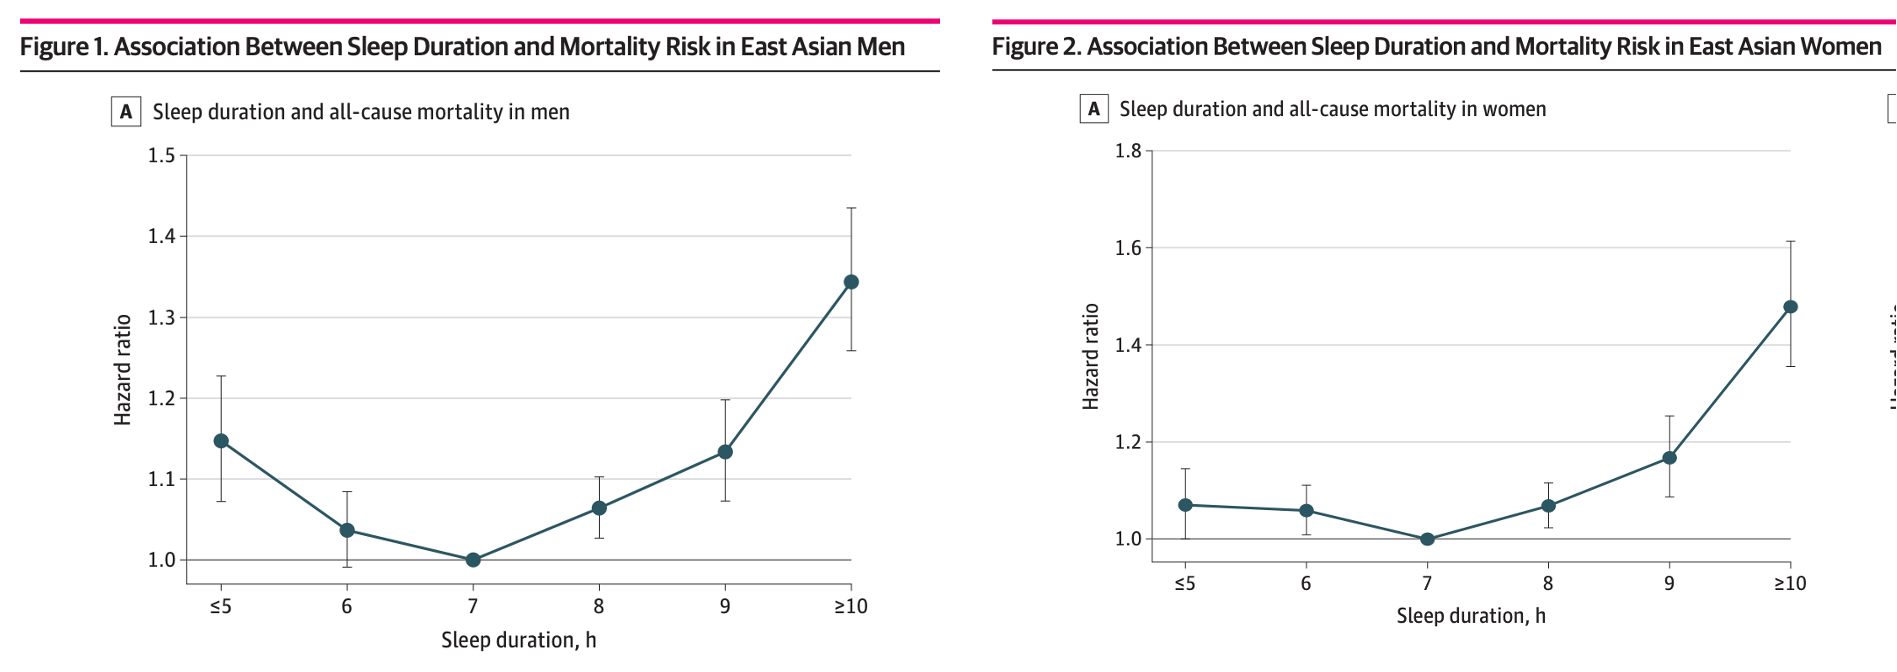 Figure 1. Association Between Sleep Duration and Mortality Risk in East Asian Men
A Sleep duration and all-cause mortality in men
1.5
1.4
1.3
1.2
1.1
1.0
Hazard ratio
≤5 6 7 8 9 ≥10
Sleep duration, h
Figure 2. Association Between Sleep Duration and Mortality Risk in East Asian Women
A Sleep duration and all-cause mortality in women
1.8
1.6
1.4
1.2
1.0
Hazard ratio
≤5 6 7 8 9 ≥10
Sleep duration, h